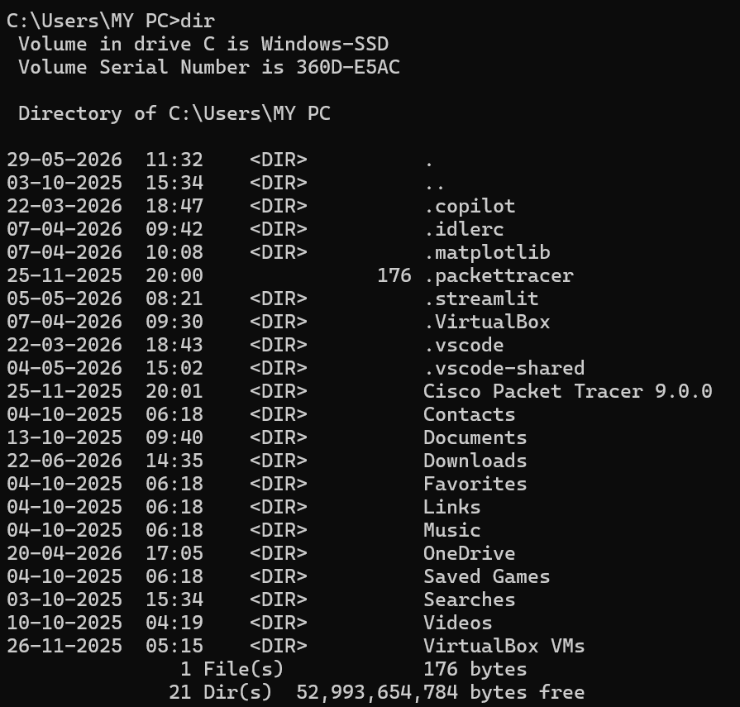 C:\Users\MY PC>dir
 Volume in drive C is Windows-SSD
 Volume Serial Number is 360D-E5AC

 Directory of C:\Users\MY PC

29-05-2026  11:32    <DIR>          .
03-10-2025  15:34    <DIR>          ..
22-03-2026  18:47    <DIR>          .copilot
07-04-2026  09:42    <DIR>          .idlerc
07-04-2026  10:08    <DIR>          .matplotlib
25-11-2025  20:00               176 .packettracer
05-05-2026  08:21    <DIR>          .streamlit
07-04-2026  09:30    <DIR>          .VirtualBox
22-03-2026  18:43    <DIR>          .vscode
04-05-2026  15:02    <DIR>          .vscode-shared
25-11-2025  20:01    <DIR>          Cisco Packet Tracer 9.0.0
04-10-2025  06:18    <DIR>          Contacts
13-10-2025  09:40    <DIR>          Documents
22-06-2026  14:35    <DIR>          Downloads
04-10-2025  06:18    <DIR>          Favorites
04-10-2025  06:18    <DIR>          Links
04-10-2025  06:18    <DIR>          Music
20-04-2026  17:05    <DIR>          OneDrive
04-10-2025  06:18    <DIR>          Saved Games
03-10-2025  15:34    <DIR>          Searches
10-10-2025  04:19    <DIR>          Videos
26-11-2025  05:15    <DIR>          VirtualBox VMs
               1 File(s)            176 bytes
              21 Dir(s)  52,993,654,784 bytes free